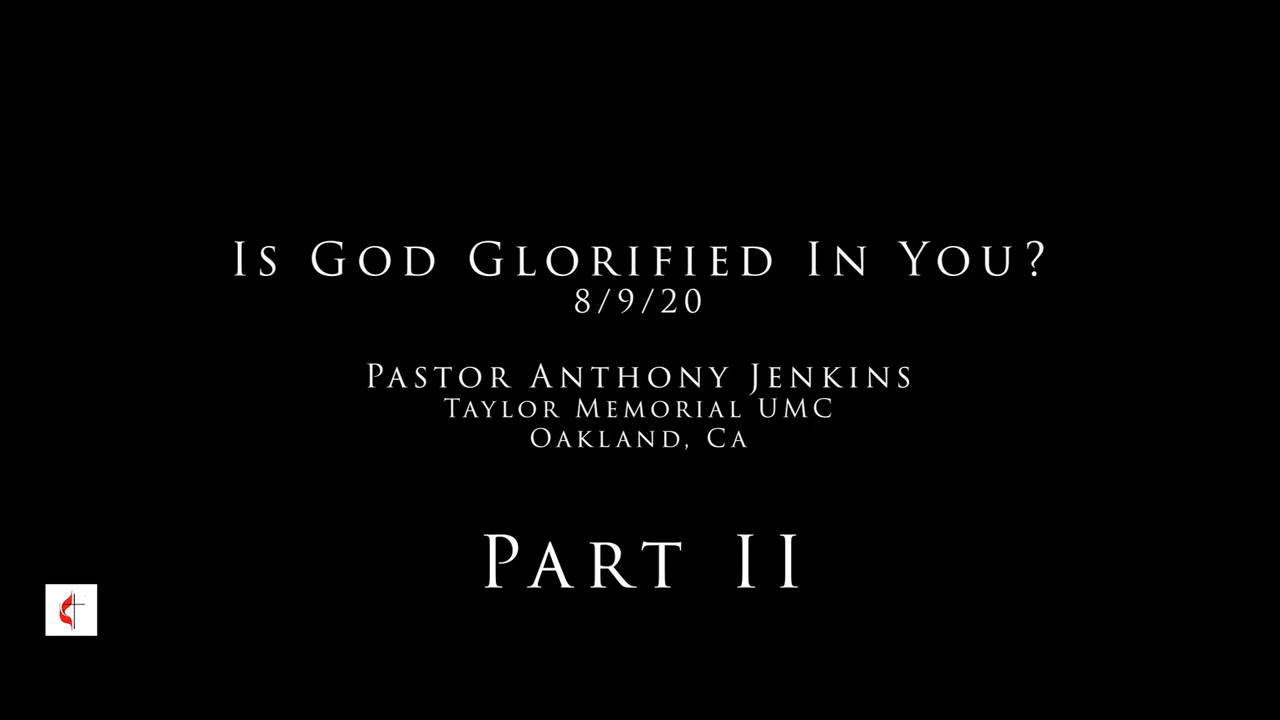 Is God Glorified In You?
8/9/20
Pastor Anthony Jenkins
Taylor Memorial UMC
Oakland, Ca
Part II